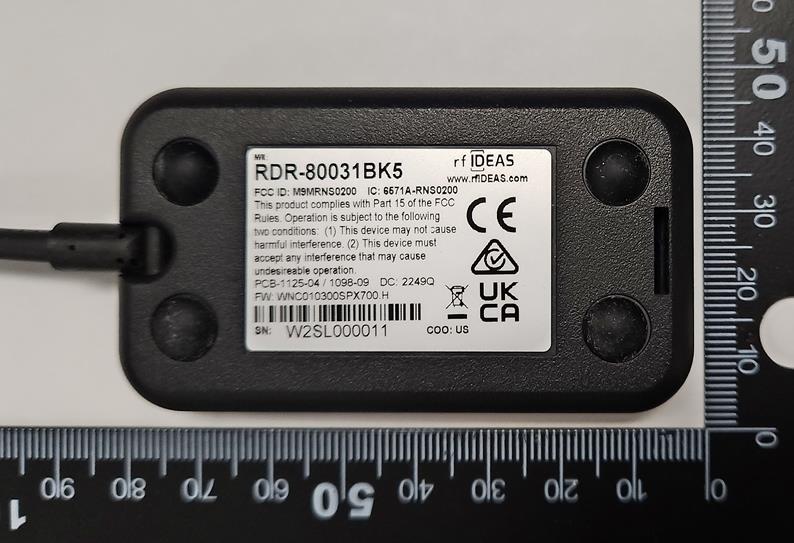 M/N:
RDR-80031BK5
rf IDEAS
www.rfIDEAS.com
FCC ID: M9MRNS0200 IC: 6571A-RNS0200
This product complies with Part 15 of the FCC
Rules. Operation is subject to the following
two conditions: (1) This device may not cause
harmful interference. (2) This device must
accept any interference that may cause
undesireable operation.
PCB-1125-04 / 1098-09 DC: 2249Q
FW: WNC010300SPX700.H
SN: W2SL000011
COO: US
CE
UK
CA
50
40
30
20
10
0
90 80 70 50 40 30 20 10 0